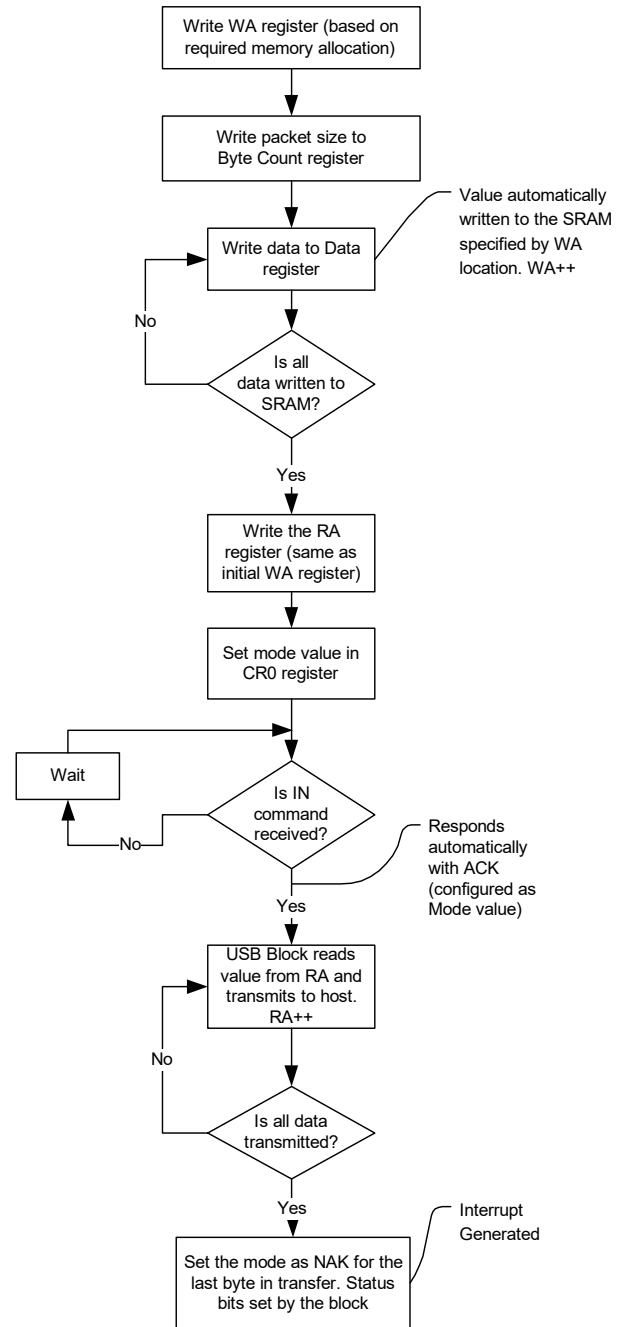 Write WA register (based on
required memory allocation)
Write packet size to
Byte Count register
Write data to Data
register
Value automatically
written to the SRAM
specified by WA
location. WA++
No
Is all
data written to
SRAM?
Yes
Write the RA
register (same as
initial WA register)
Set mode value in
CR0 register
Wait
Is IN
command
received?
No
Responds
automatically
with ACK
(configured as
Mode value)
Yes
USB Block reads
value from RA and
transmits to host.
RA++
No
Is all data
transmitted?
Yes
Interrupt
Generated
Set the mode as NAK for the
last byte in transfer. Status
bits set by the block